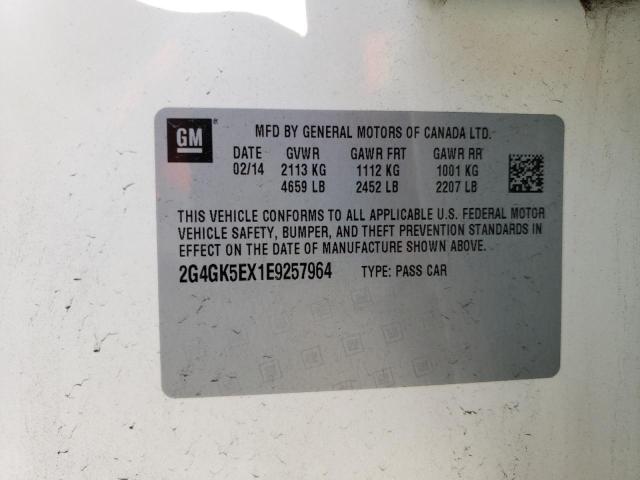 GM MFD BY GENERAL MOTORS OF CANADA LTD.
DATE GVWR GAWR FRT GAWR RR
02/14 2113 KG 1112 KG 1001 KG
4659 LB 2452 LB 2207 LB
THIS VEHICLE CONFORMS TO ALL APPLICABLE U.S. FEDERAL MOTOR
VEHICLE SAFETY, BUMPER, AND THEFT PREVENTION STANDARDS IN
EFFECT ON THE DATE OF MANUFACTURE SHOWN ABOVE.
2G4GK5EX1E9257964 TYPE: PASS CAR